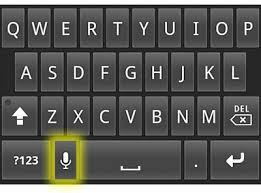 Q W E R T Y U I O P
A S D F G H J K L
Z X C V B N M DEL
?123 .